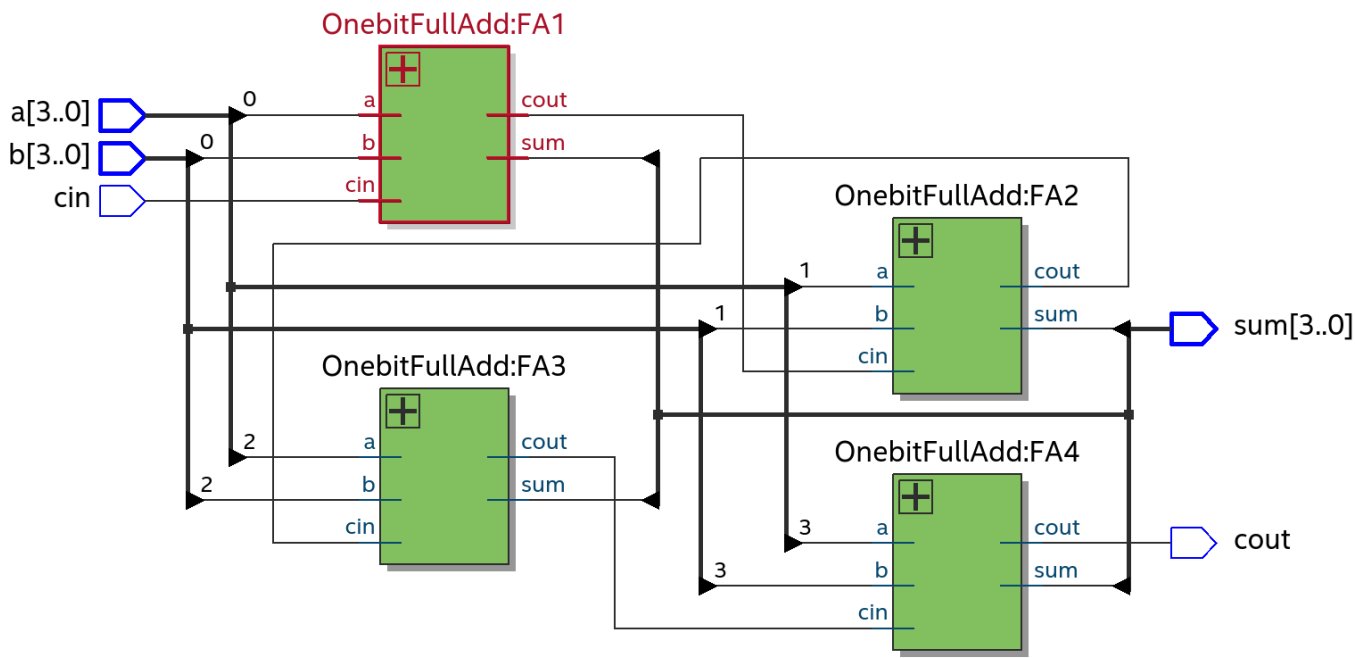 OnebitFullAdd:FA1
a[3..0]
0
a
cout
b[3..0]
0
b
sum
cin
cin
OnebitFullAdd:FA2
1
a
cout
1
b
sum
sum[3..0]
cin
OnebitFullAdd:FA3
2
a
cout
2
b
sum
cin
OnebitFullAdd:FA4
3
a
cout
cout
3
b
sum
cin